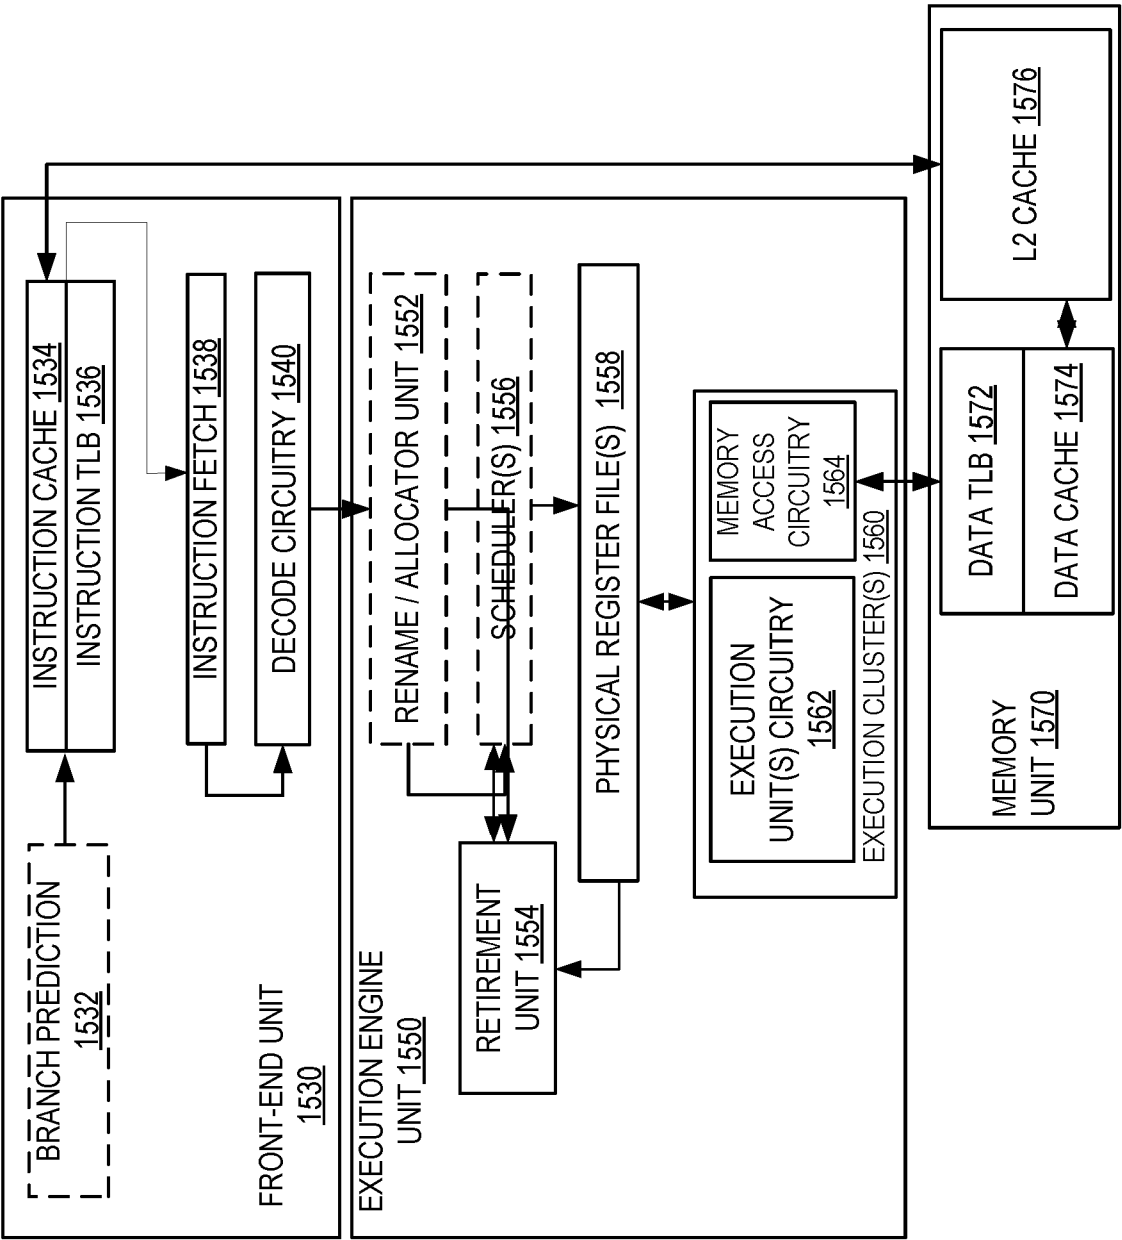 BRANCH PREDICTION
1532
INSTRUCTION CACHE 1534
INSTRUCTION TLB 1536
INSTRUCTION FETCH 1538
DECODE CIRCUITRY 1540
FRONT-END UNIT
1530
EXECUTION ENGINE
UNIT 1550
RENAME / ALLOCATOR UNIT 1552
SCHEDULER(S) 1556
RETIREMENT
UNIT 1554
PHYSICAL REGISTER FILE(S) 1558
EXECUTION
UNIT(S) CIRCUITRY
1562
MEMORY
ACCESS
CIRCUITRY
1564
EXECUTION CLUSTER(S) 1560
MEMORY
UNIT 1570
DATA TLB 1572
DATA CACHE 1574
L2 CACHE 1576